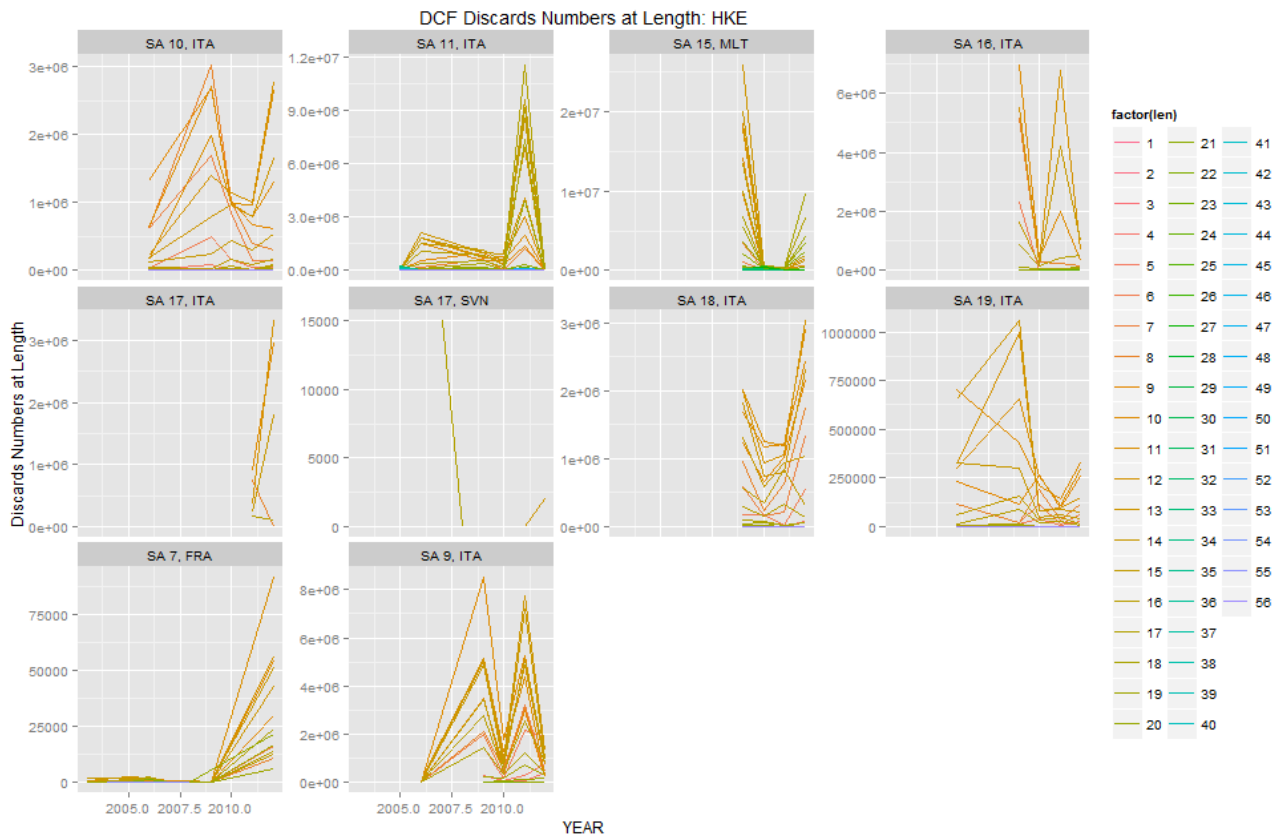 DCF Discards Numbers at Length: HKE
SA 10, ITA
SA 11, ITA
SA 15, MLT
SA 16, ITA
3e+06
2e+06
1e+06
0e+00
1.2e+07
9.0e+06
6.0e+06
3.0e+06
0.0e+00
2e+07
1e+07
0e+00
6e+06
4e+06
2e+06
0e+00
SA 17, ITA
SA 17, SVN
SA 18, ITA
SA 19, ITA
3e+06
2e+06
1e+06
0e+00
15000
10000
5000
0
3e+06
2e+06
1e+06
0e+00
1000000
750000
500000
250000
0
SA 7, FRA
SA 9, ITA
75000
50000
25000
0
8e+06
6e+06
4e+06
2e+06
0e+00
2005.0 2007.5 2010.0
2005.0 2007.5 2010.0
YEAR
Discards Numbers at Length
factor(len)
1 21 41
2 22 42
3 23 43
4 24 44
5 25 45
6 26 46
7 27 47
8 28 48
9 29 49
10 30 50
11 31 51
12 32 52
13 33 53
14 34 54
15 35 55
16 36 56
17 37
18 38
19 39
20 40